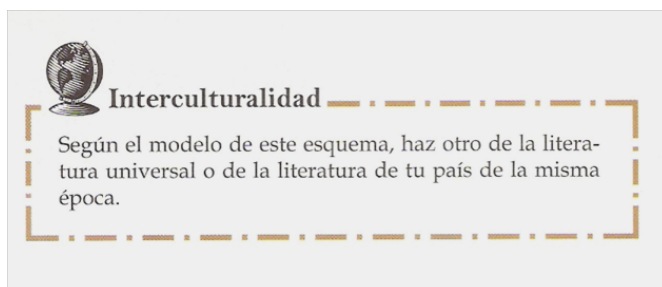 Interculturalidad
Según el modelo de este esquema, haz otro de la litera-
tura universal o de la literatura de tu país de la misma
época.